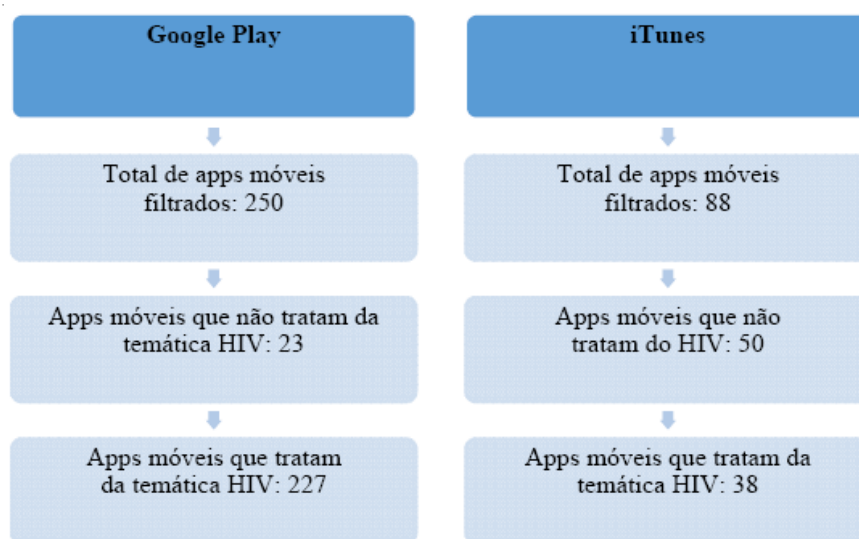 Google Play
Total de apps móveis
filtrados: 250
Apps móveis que não tratam da
temática HIV: 23
Apps móveis que tratam
da temática HIV: 227
iTunes
Total de apps móveis
filtrados: 88
Apps móveis que não
tratam do HIV: 50
Apps móveis que tratam da
temática HIV: 38